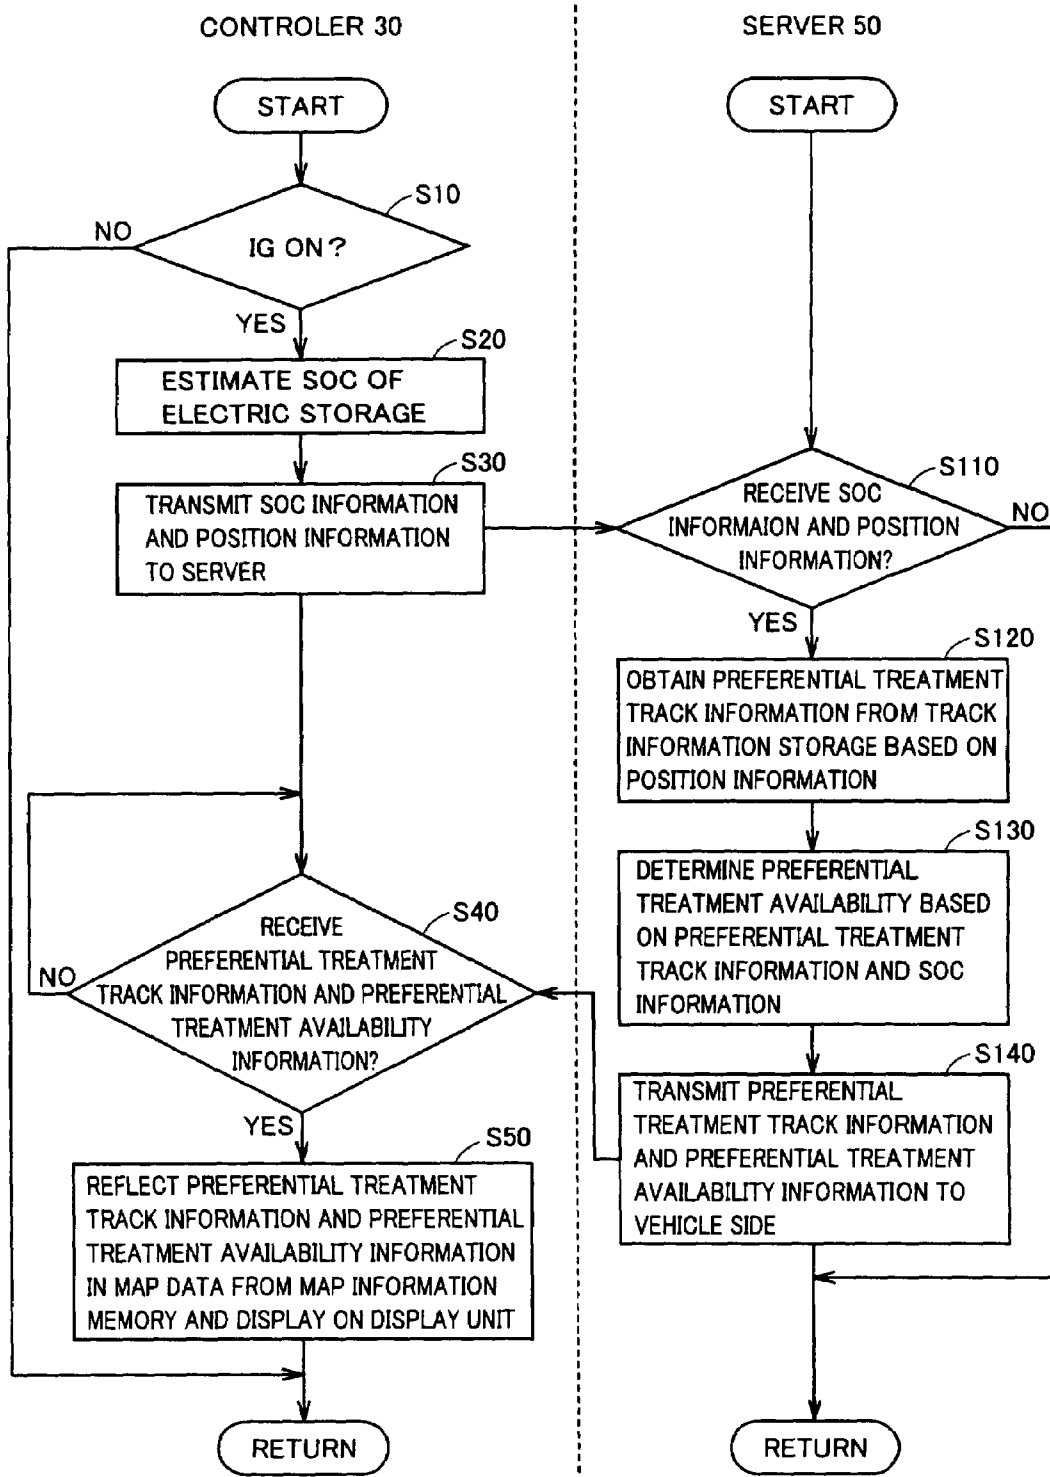 CONTROLER 30
START
S10
NO
IG ON?
YES
S20
ESTIMATE SOC OF
ELECTRIC STORAGE
S30
TRANSMIT SOC INFORMATION
AND POSITION INFORMATION
TO SERVER
S40
RECEIVE
PREFERENTIAL TREATMENT
TRACK INFORMATION AND PREFERENTIAL
TREATMENT AVAILABILITY
INFORMATION?
NO
YES
S50
REFLECT PREFERENTIAL TREATMENT
TRACK INFORMATION AND PREFERENTIAL
TREATMENT AVAILABILITY INFORMATION
IN MAP DATA FROM MAP INFORMATION
MEMORY AND DISPLAY ON DISPLAY UNIT
RETURN
SERVER 50
START
S110
RECEIVE SOC
INFORMAION AND POSITION
INFORMATION?
NO
YES
S120
OBTAIN PREFERENTIAL TREATMENT
TRACK INFORMATION FROM TRACK
INFORMATION STORAGE BASED ON
POSITION INFORMATION
S130
DETERMINE PREFERENTIAL
TREATMENT AVAILABILITY BASED
ON PREFERENTIAL TREATMENT
TRACK INFORMATION AND SOC
INFORMATION
S140
TRANSMIT PREFERENTIAL
TREATMENT TRACK INFORMATION
AND PREFERENTIAL TREATMENT
AVAILABILITY INFORMATION TO
VEHICLE SIDE
RETURN